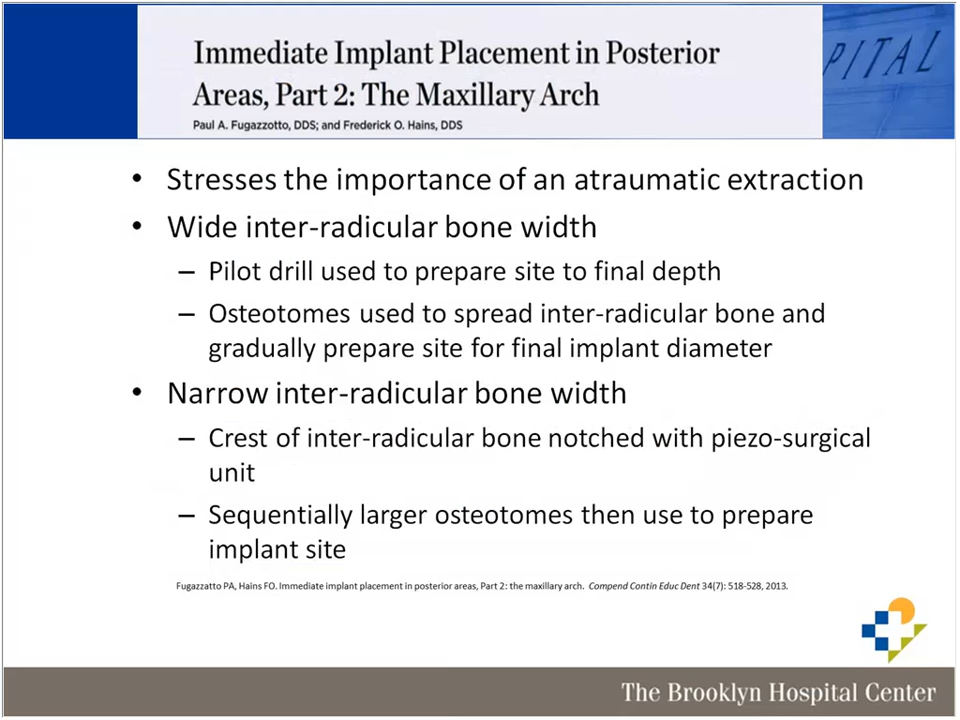 Immediate Implant Placement in Posterior
Areas, Part 2: The Maxillary Arch
Paul A. Fugazzotto, DDS; and Frederick O. Hains, DDS
PITAL
• Stresses the importance of an atraumatic extraction
• Wide inter-radicular bone width
– Pilot drill used to prepare site to final depth
– Osteotomes used to spread inter-radicular bone and
gradually prepare site for final implant diameter
• Narrow inter-radicular bone width
– Crest of inter-radicular bone notched with piezo-surgical
unit
– Sequentially larger osteotomes then use to prepare
implant site
Fugazzatto PA, Hains FO. Immediate implant placement in posterior areas, Part 2: the maxillary arch. Compend Contin Educ Dent 34(7): 518-528, 2013.
The Brooklyn Hospital Center